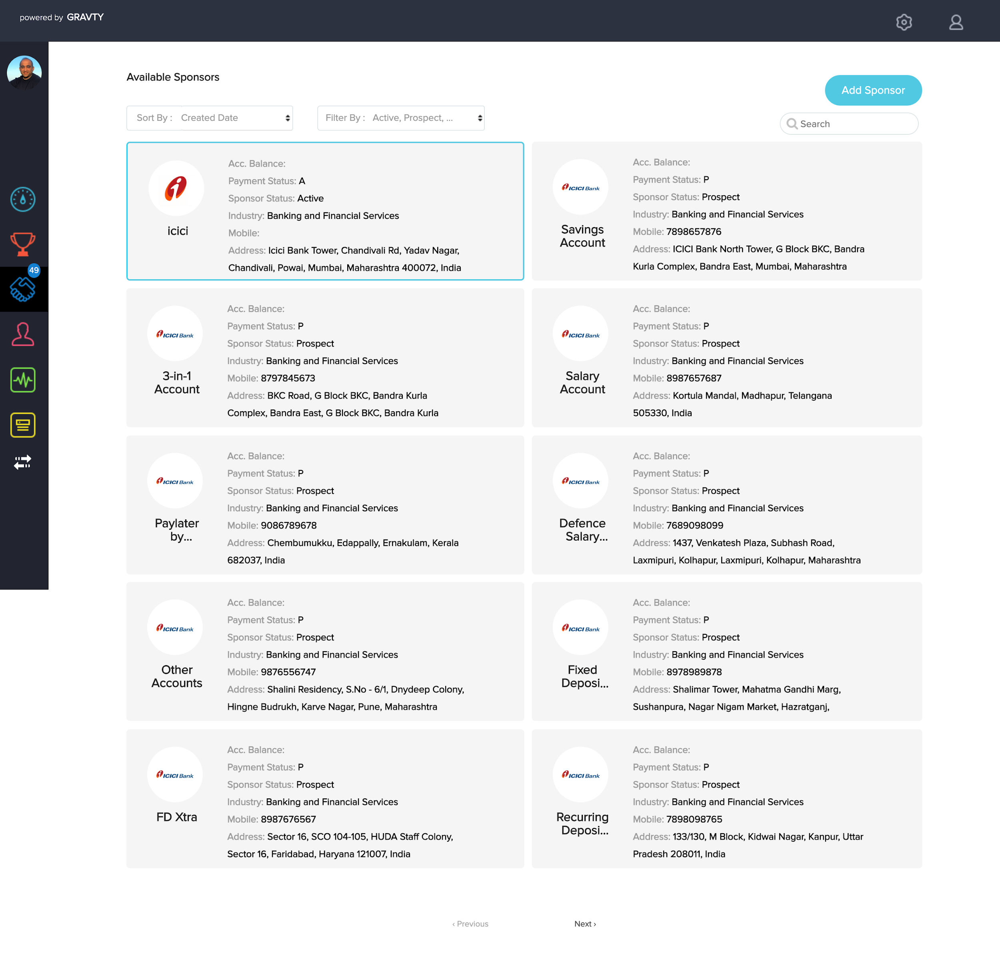 powered by GRAVTY
Available Sponsors
Add Sponsor
Sort By : Created Date
Filter By : Active, Prospect, ...
Search
49
icici
Acc. Balance:
Payment Status: A
Sponsor Status: Active
Industry: Banking and Financial Services
Mobile:
Address: Icici Bank Tower, Chandivali Rd, Yadav Nagar,
Chandivali, Powai, Mumbai, Maharashtra 400072, India
ICICI Bank
Savings
Account
Acc. Balance:
Payment Status: P
Sponsor Status: Prospect
Industry: Banking and Financial Services
Mobile: 7898657876
Address: ICICI Bank North Tower, G Block BKC, Bandra
Kurla Complex, Bandra East, Mumbai, Maharashtra
ICICI Bank
3-in-1
Account
Acc. Balance:
Payment Status: P
Sponsor Status: Prospect
Industry: Banking and Financial Services
Mobile: 8797845673
Address: BKC Road, G Block BKC, Bandra Kurla
Complex, Bandra East, G Block BKC, Bandra Kurla
ICICI Bank
Salary
Account
Acc. Balance:
Payment Status: P
Sponsor Status: Prospect
Industry: Banking and Financial Services
Mobile: 8987657687
Address: Kortula Mandal, Madhapur, Telangana
505330, India
ICICI Bank
Paylater
by...
Acc. Balance:
Payment Status: P
Sponsor Status: Prospect
Industry: Banking and Financial Services
Mobile: 9086789678
Address: Chembumukku, Edappally, Ernakulam, Kerala
682037, India
ICICI Bank
Defence
Salary...
Acc. Balance:
Payment Status: P
Sponsor Status: Prospect
Industry: Banking and Financial Services
Mobile: 7689098099
Address: 1437, Venkatesh Plaza, Subhash Road,
Laxmipuri, Kolhapur, Laxmipuri, Kolhapur, Maharashtra
ICICI Bank
Other
Accounts
Acc. Balance:
Payment Status: P
Sponsor Status: Prospect
Industry: Banking and Financial Services
Mobile: 9876556747
Address: Shalini Residency, S.No - 6/1, Dnydeep Colony,
Hingne Budrukh, Karve Nagar, Pune, Maharashtra
ICICI Bank
Fixed
Deposi...
Acc. Balance:
Payment Status: P
Sponsor Status: Prospect
Industry: Banking and Financial Services
Mobile: 8978989878
Address: Shalimar Tower, Mahatma Gandhi Marg,
Sushanpura, Nagar Nigam Market, Hazratganj,
ICICI Bank
FD Xtra
Acc. Balance:
Payment Status: P
Sponsor Status: Prospect
Industry: Banking and Financial Services
Mobile: 8987676567
Address: Sector 16, SCO 104-105, HUDA Staff Colony,
Sector 16, Faridabad, Haryana 121007, India
ICICI Bank
Recurring
Deposi...
Acc. Balance:
Payment Status: P
Sponsor Status: Prospect
Industry: Banking and Financial Services
Mobile: 7898098765
Address: 133/130, M Block, Kidwai Nagar, Kanpur, Uttar
Pradesh 208011, India
‹ Previous
Next ›